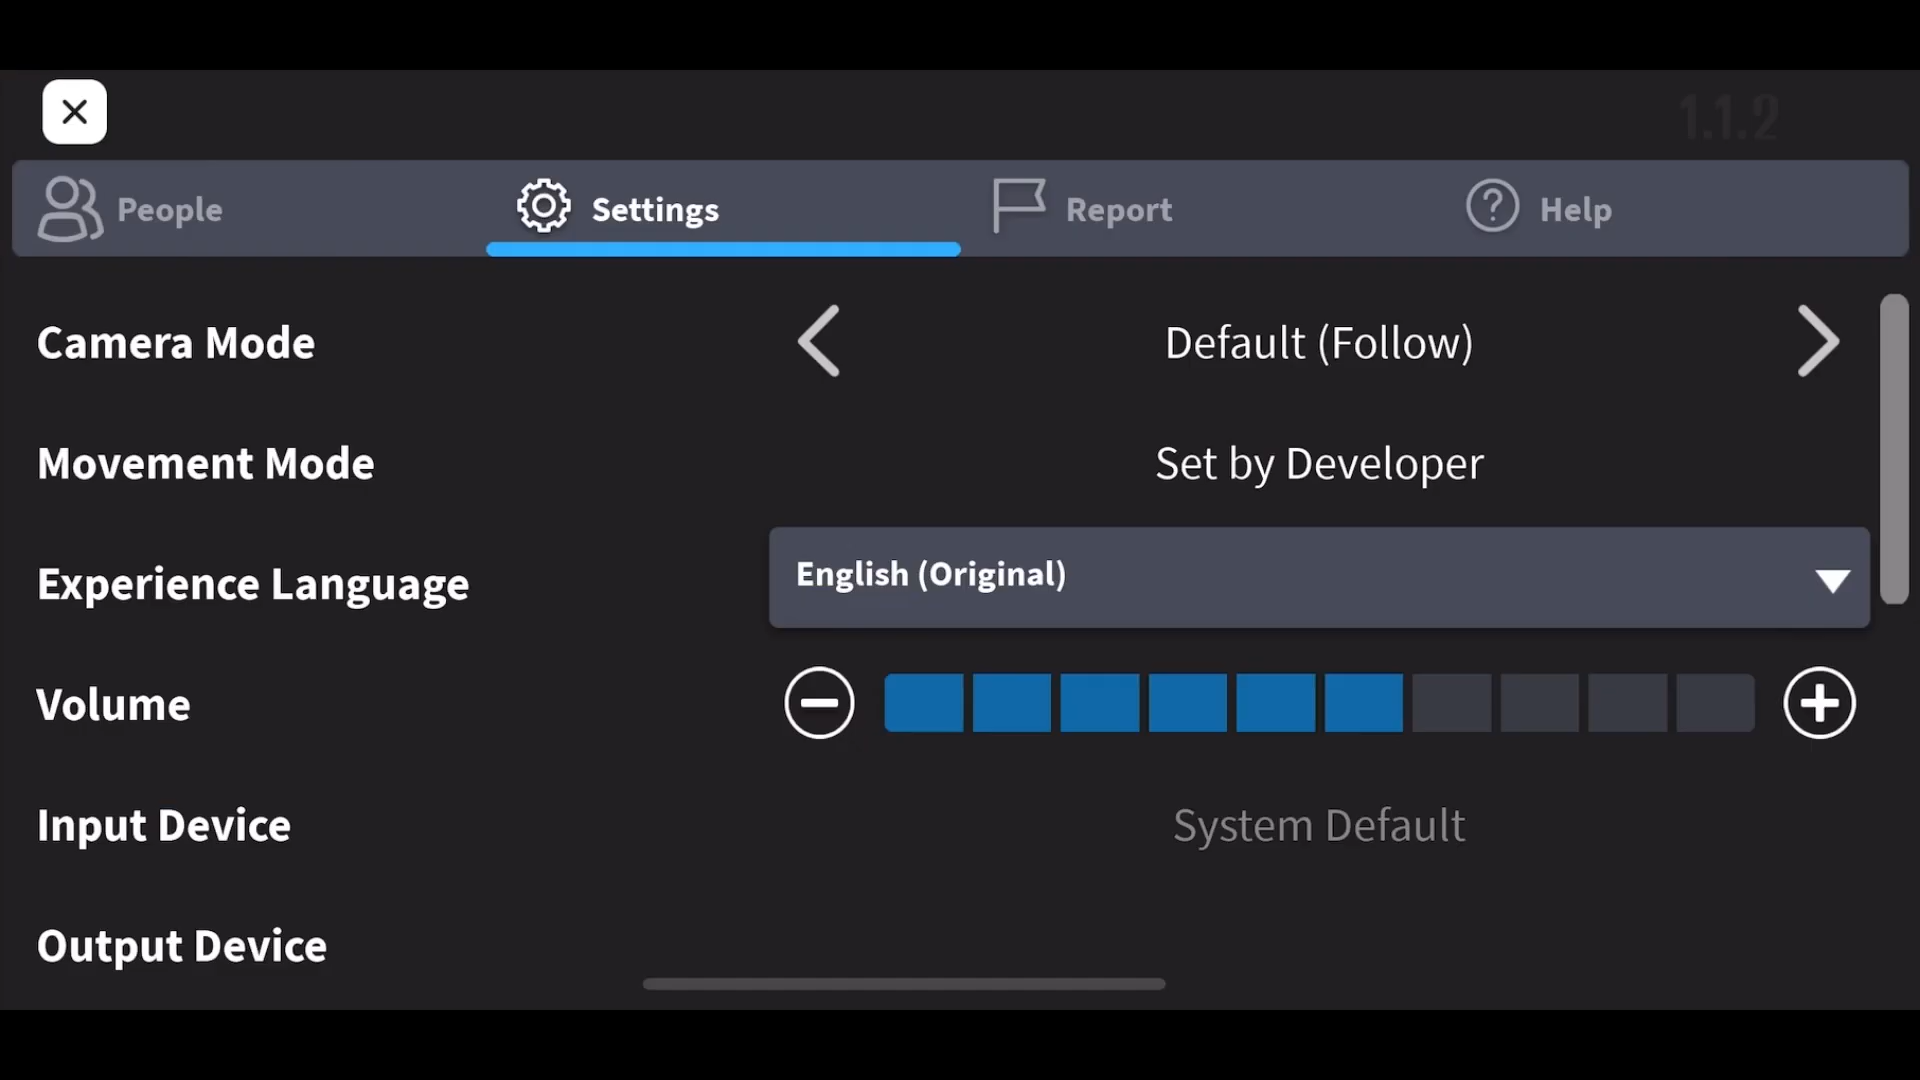 1.1.2
People
Settings
Report
Help
Camera Mode
Default (Follow)
Movement Mode
Set by Developer
Experience Language
English (Original)
Volume
Input Device
System Default
Output Device